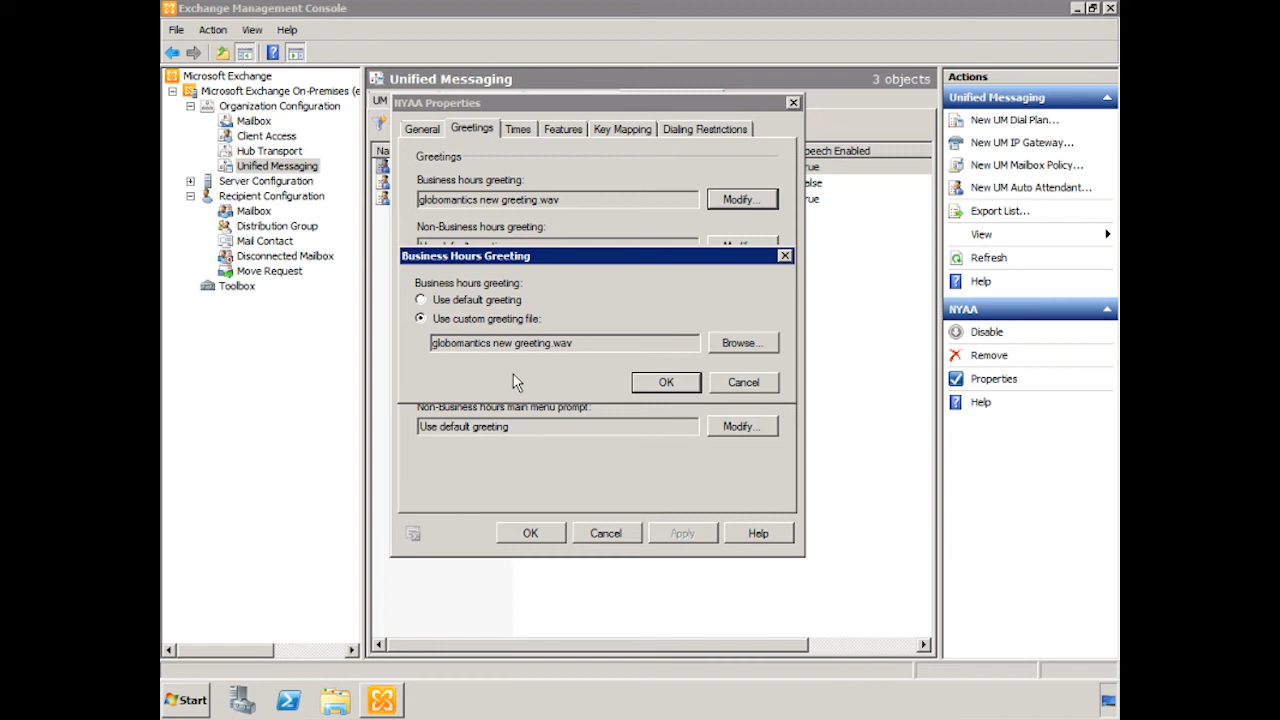 Exchange Management Console
File Action View Help
Microsoft Exchange
Microsoft Exchange On-Premises (e
Organization Configuration
Mailbox
Client Access
Hub Transport
Unified Messaging
Server Configuration
Recipient Configuration
Mailbox
Distribution Group
Mail Contact
Disconnected Mailbox
Move Request
Toolbox
Unified Messaging 3 objects
UM
Na
peech Enabled
rue
alse
rue
NYAA Properties
General Greetings Times Features Key Mapping Dialing Restrictions
Greetings
Business hours greeting:
globomantics new greeting.wav Modify...
Non-Business hours greeting:
Business Hours Greeting
Business hours greeting:
Use default greeting
Use custom greeting file:
globomantics new greeting.wav Browse...
OK Cancel
Non-Business hours main menu prompt:
Use default greeting Modify...
OK Cancel Apply Help
Actions
Unified Messaging
New UM Dial Plan...
New UM IP Gateway...
New UM Mailbox Policy...
New UM Auto Attendant...
Export List...
View
Refresh
Help
NYAA
Disable
Remove
Properties
Help
Start